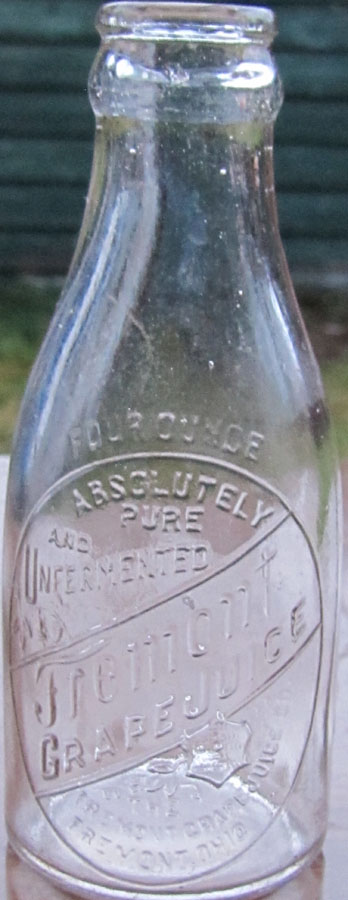 FOUR OUNCE
ABSOLUTELY
PURE
AND
UNFERMENTED
Fremont
GRAPE JUICE
THE
FREMONT GRAPE JUICE CO.
FREMONT, OHIO